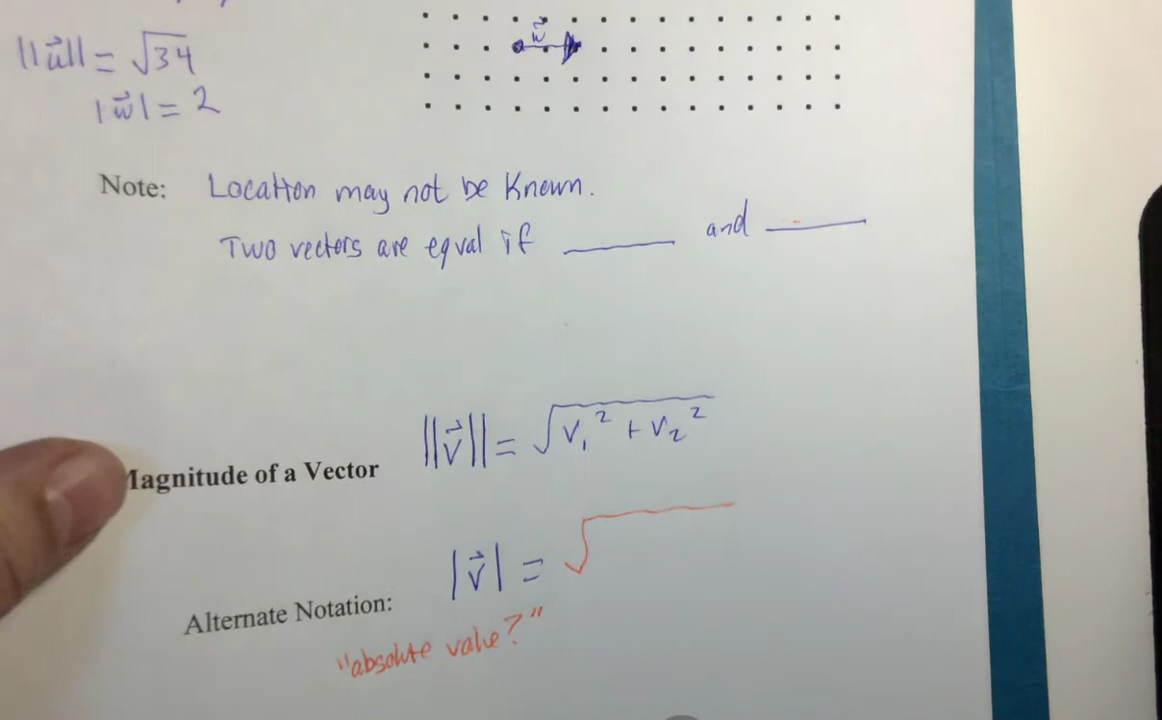 ||u⃗|| = √34
w⃗
|w⃗| = 2
Note: Location may not be known.
Two vectors are equal if ______ and ______
||v⃗|| = √v₁² + v₂²
Magnitude of a Vector
|v⃗| = √
Alternate Notation:
"absolute value?"